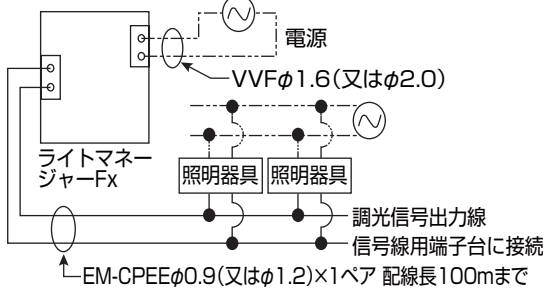 電源
VVFφ1.6(又はφ2.0)
ライトマネー
ジャーFx
照明器具
照明器具
調光信号出力線
信号線用端子台に接続
EM-CPEEφ0.9(又はφ1.2)×1ペア 配線長100mまで